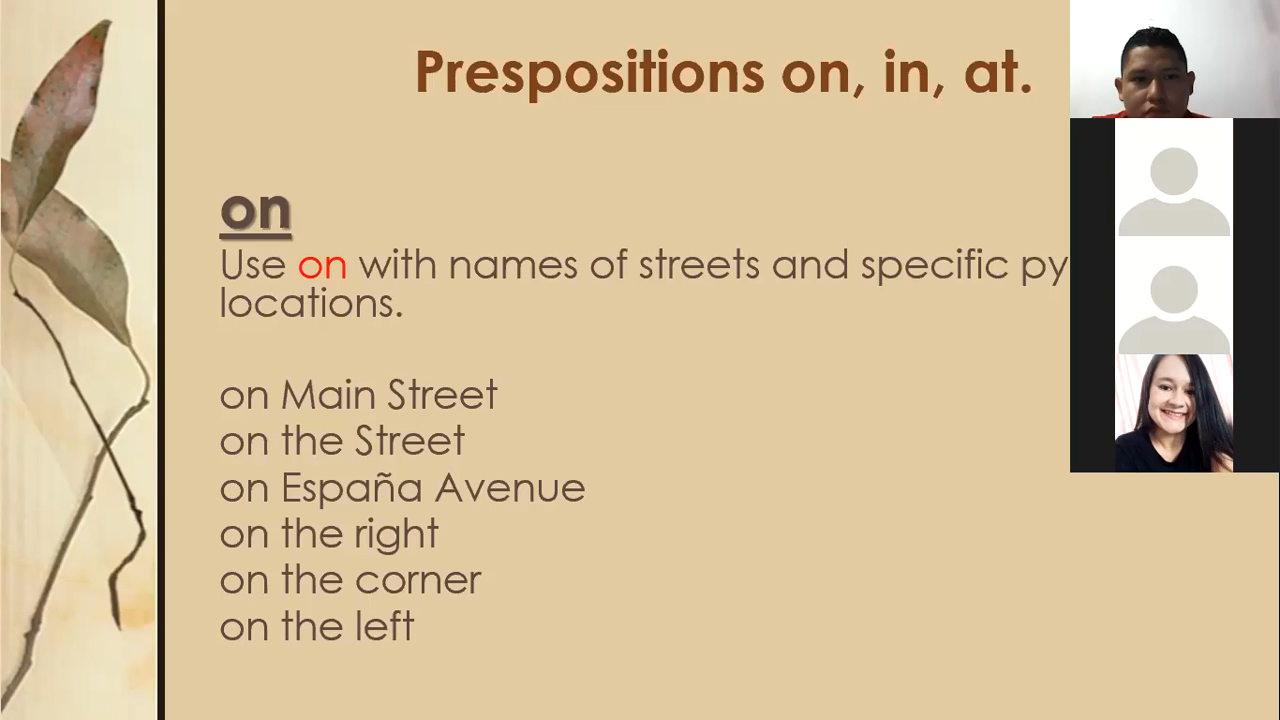 Prespositions on, in, at.
on
Use on with names of streets and specific py
locations.
on Main Street
on the Street
on España Avenue
on the right
on the corner
on the left